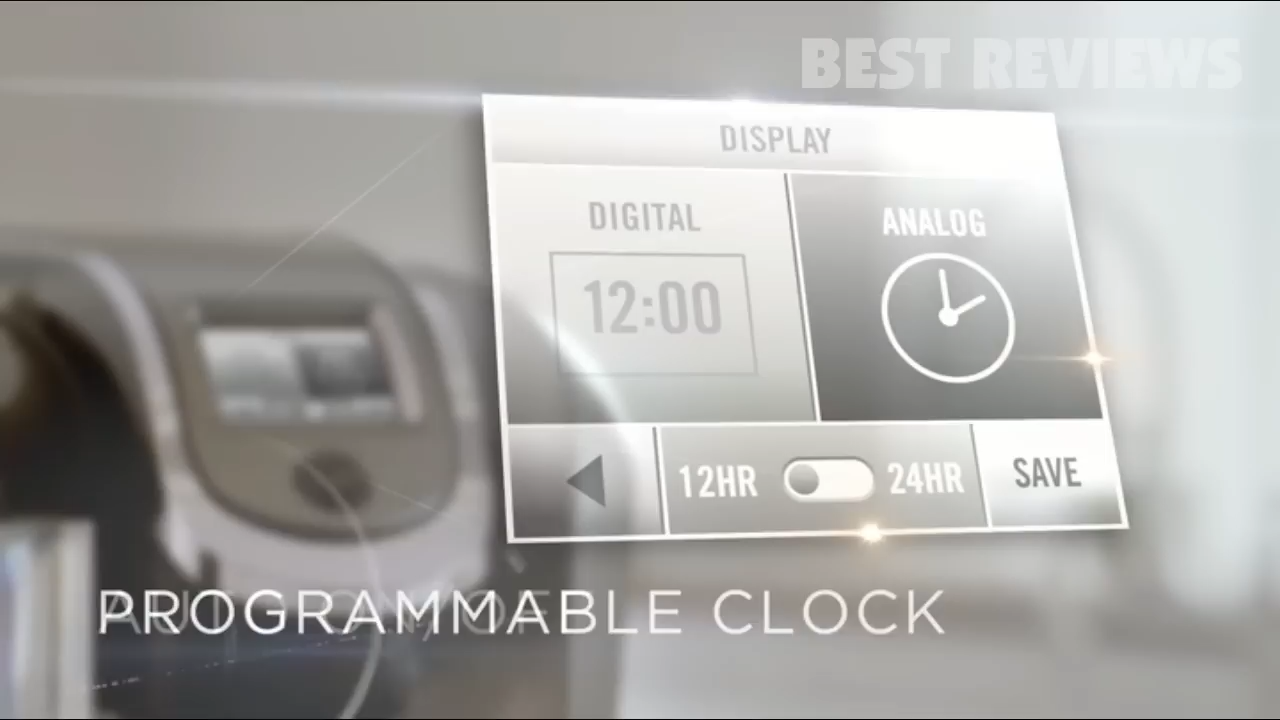 BEST REVIEWS
DISPLAY
DIGITAL
ANALOG
12:00
12HR
24HR
SAVE
PROGRAMMABLE CLOCK